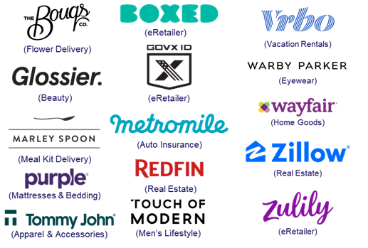 The Bouqs Co.
(Flower Delivery)
Glossier.
(Beauty)
MARLEY SPOON
(Meal Kit Delivery)
purple
(Mattresses & Bedding)
Tommy John
(Apparel & Accessories)
BOXED
(eRetailer)
GOVX ID
X
(eRetailer)
metromile
(Auto Insurance)
REDFIN
(Real Estate)
TOUCH OF
MODERN
(Men's Lifestyle)
Vrbo
(Vacation Rentals)
WARBY PARKER
(Eyewear)
wayfair
(Home Goods)
Zillow
(Real Estate)
zulily
(eRetailer)